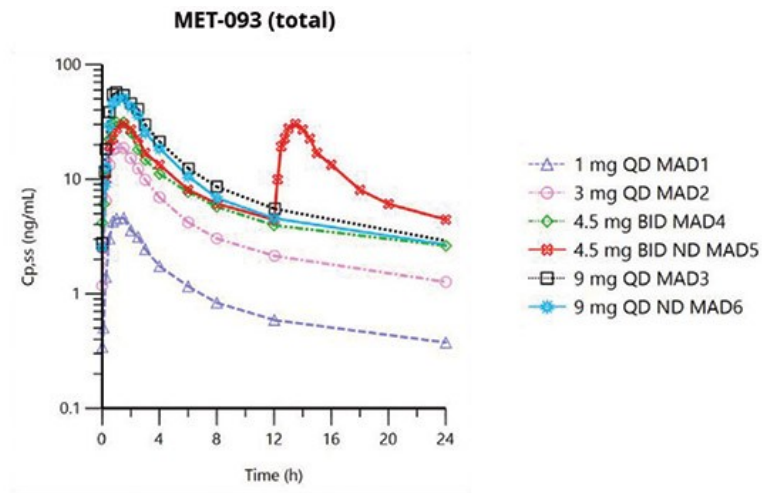 MET-093 (total)
100
10
1
0.1
Cp,ss (ng/mL)
0
4
8
12
16
20
24
Time (h)
1 mg QD MAD1
3 mg QD MAD2
4.5 mg BID MAD4
4.5 mg BID ND MAD5
9 mg QD MAD3
9 mg QD ND MAD6